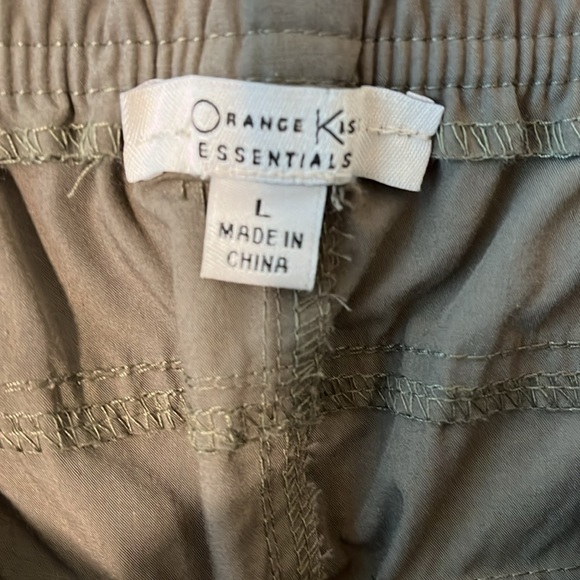 ORANGE KIS
ESSENTIALS
L
MADE IN
CHINA